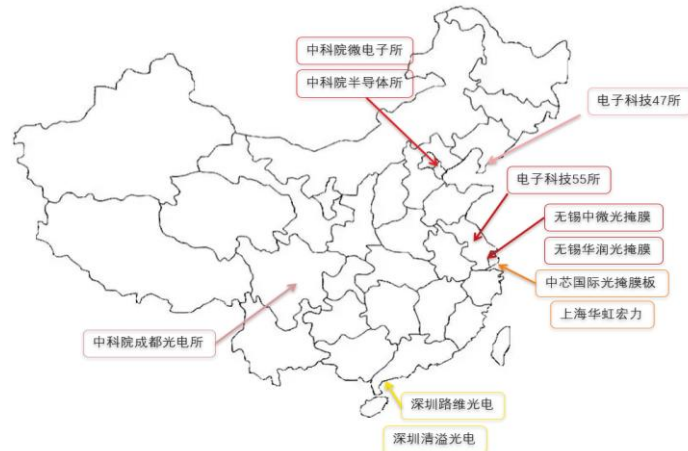 中科院微电子所
中科院半导体所
电子科技47所
电子科技55所
无锡中微光掩膜
无锡华润光掩膜
中芯国际光掩膜板
上海华虹宏力
中科院成都光电所
深圳路维光电
深圳清溢光电